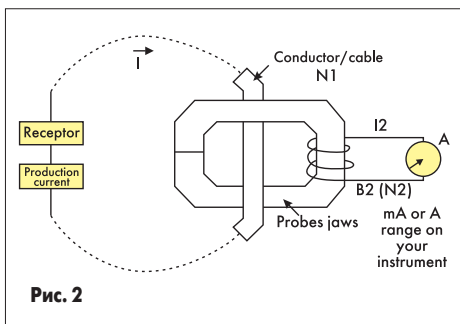 I
Conductor/cable
N1
Receptor
Production
current
I2
A
B2 (N2)
Probes jaws
mA or A
range on
your
instrument
Рис. 2